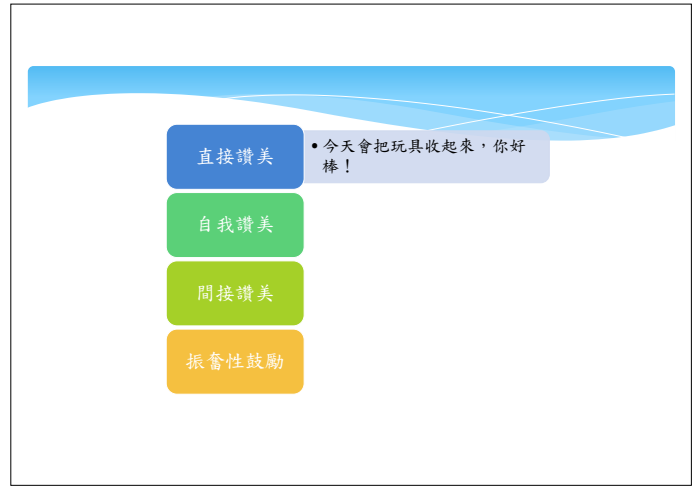 直接讚美
• 今天會把玩具收起來，你好
棒！
自我讚美
間接讚美
振奮性鼓勵